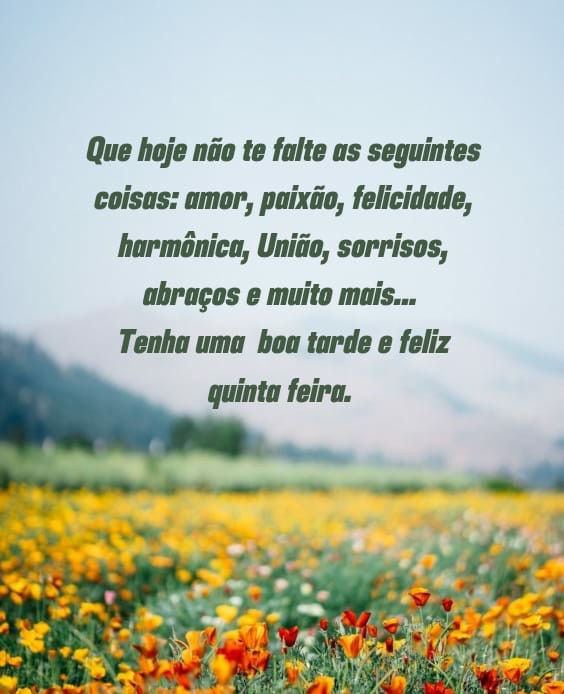 Que hoje não te falte as seguintes
coisas: amor, paixão, felicidade,
harmônica, União, sorrisos,
abraços e muito mais...
Tenha uma  boa tarde e feliz
quinta feira.